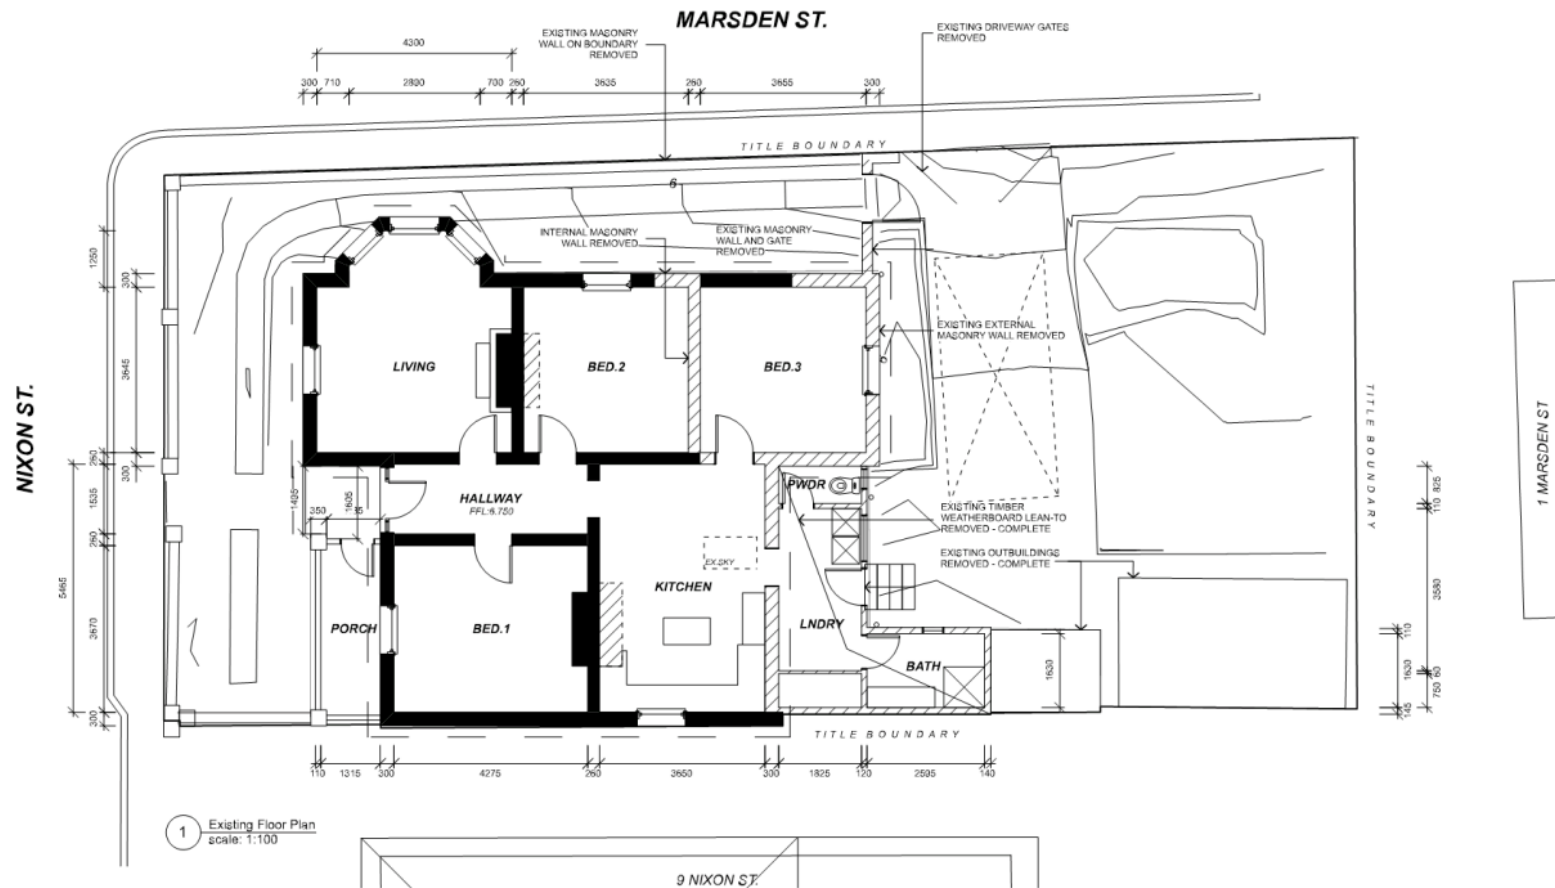 MARSDEN ST.
EXISTING MASONRY
WALL ON BOUNDARY
REMOVED
EXISTING DRIVEWAY GATES
REMOVED
4300
300
710
2890
700
260
3635
260
3655
300
TITLE BOUNDARY
6
INTERNAL MASONRY
WALL REMOVED
EXISTING MASONRY
WALL AND GATE
REMOVED
1250
300
3645
260
300
EXISTING EXTERNAL
MASONRY WALL REMOVED
LIVING
BED.2
BED.3
NIXON ST.
TITLE BOUNDARY
1 MARSDEN ST
HALLWAY
FFL:6.750
PWDR
1535
260
1495
1605
350
35
EXISTING TIMBER
WEATHERBOARD LEAN-TO
REMOVED - COMPLETE
EXISTING OUTBUILDINGS
REMOVED - COMPLETE
825
110
3580
EX.SKY
KITCHEN
5465
3670
300
PORCH
BED.1
LNDRY
BATH
1630
110
1630
60
750
145
TITLE BOUNDARY
110
1315
300
4275
260
3650
300
1825
120
2595
140
1
Existing Floor Plan
scale: 1:100
9 NIXON ST.